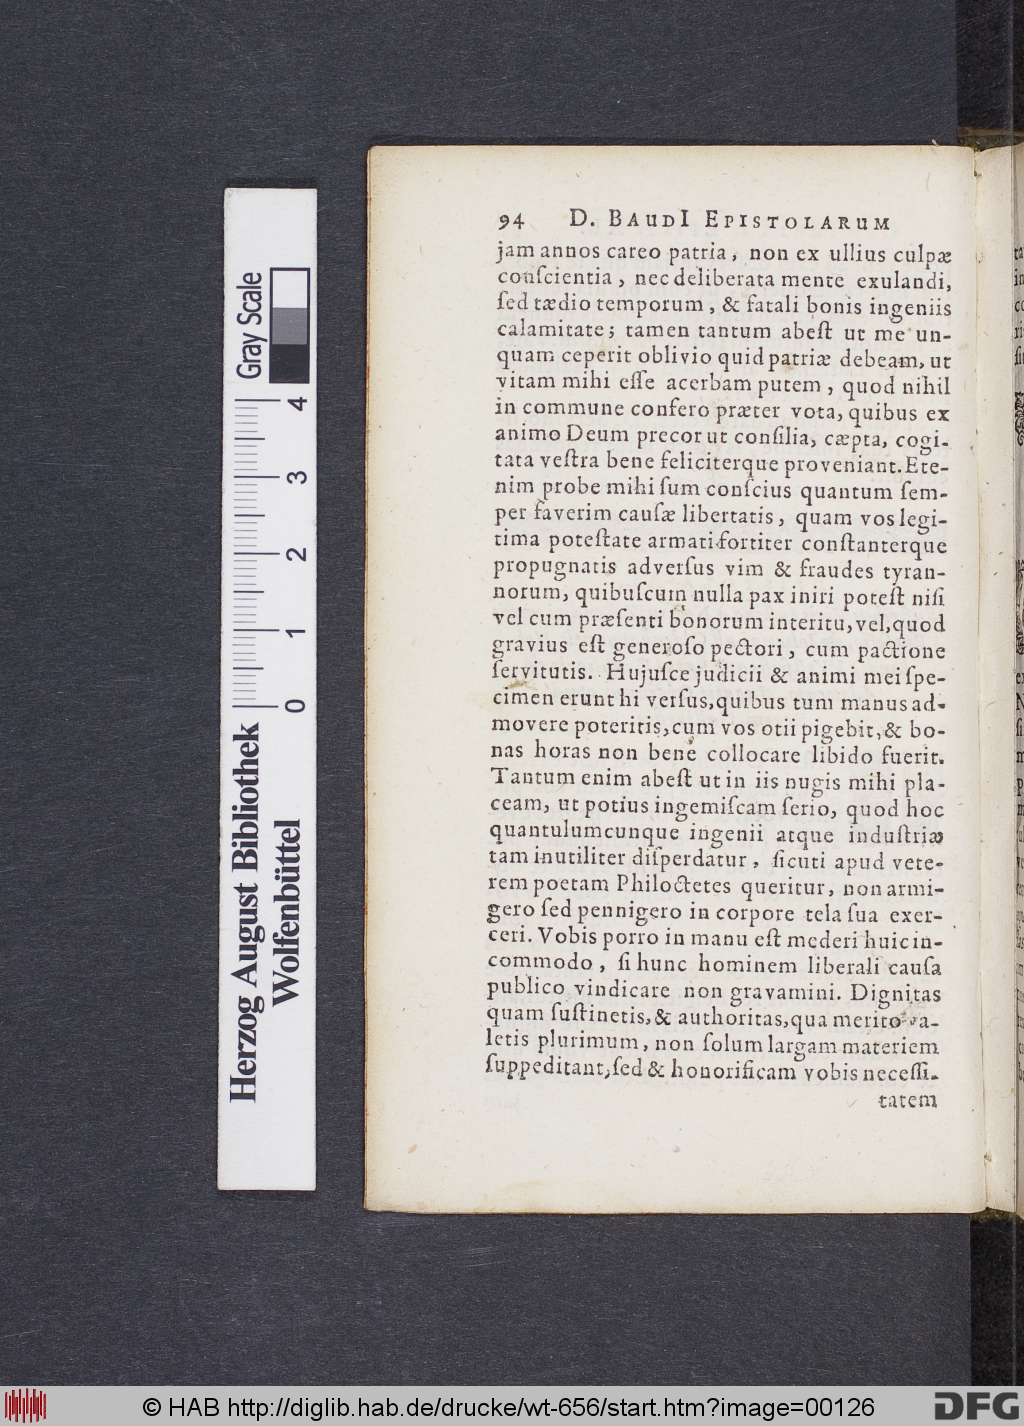 94 D. BAUDI EPISTOLARUM
jam annos careo patria, non ex ullius culpæ
conſcientia, nec deliberata mente exulandi,
ſed tædio temporum, & fatali bonis ingeniis
calamitate; tamen tantum abeſt ut me un-
quam ceperit oblivio quid patriæ debeam, ut
vitam mihi eſſe acerbam putem, quod nihil
in commune confero præter vota, quibus ex
animo Deum precor ut conſilia, cæpta, cogi-
tata veſtra bene feliciterque proveniant. Ete-
nim probe mihi ſum conſcius quantum ſem-
per faverim cauſæ libertatis, quam vos legi-
tima poteſtate armati fortiter conſtanterque
propugnatis adverſus vim & fraudes tyran-
norum, quibuſcum nulla pax iniri poteſt niſi
vel cum præſenti bonorum interitu, vel, quod
gravius eſt generoſo pectori, cum pactione
ſervitutis. Hujuſce judicii & animi mei ſpe-
cimen erunt hi verſus, quibus tum manus ad-
movere poteritis, cum vos otii pigebit, & bo-
nas horas non bene collocare libido fuerit.
Tantum enim abeſt ut in iis nugis mihi pla-
ceam, ut potius ingemiſcam ſerio, quod hoc
quantulumcunque ingenii atque induſtriæ
tam inutiliter diſperdatur, ſicuti apud vete-
rem poetam Philoctetes queritur, non armi-
gero ſed pennigero in corpore tela ſua exer-
ceri. Vobis porro in manu eſt mederi huic in-
commodo, ſi hunc hominem liberali cauſa
publico vindicare non gravamini. Dignitas
quam ſuſtinetis, & authoritas, qua merito va-
letis plurimum, non ſolum largam materiem
ſuppeditant, ſed & honorificam vobis neceſſi-
tatem
Gray Scale
4
3
2
1
0
Herzog August Bibliothek
Wolfenbüttel
© HAB http://diglib.hab.de/drucke/wt-656/start.htm?image=00126
DFG